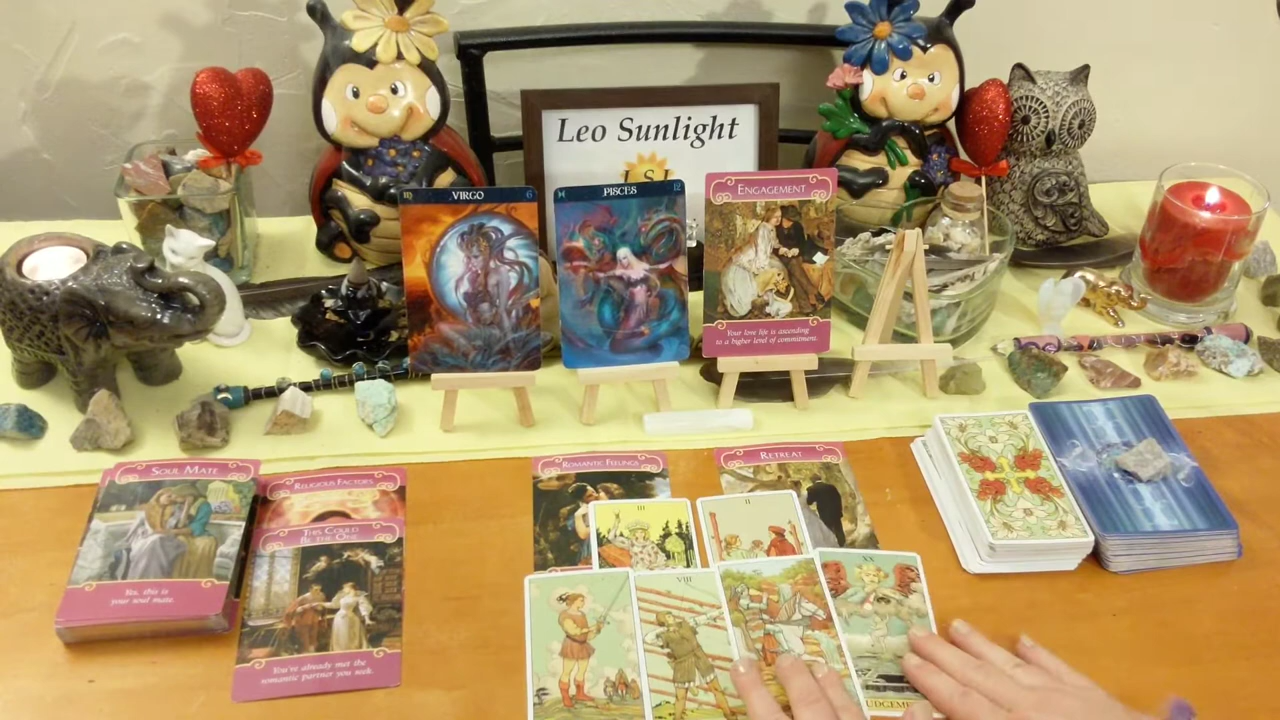 Leo Sunlight
LSJ
♍ VIRGO 6
♓ PISCES 12
ENGAGEMENT
Your love life is ascending
to a higher level of commitment.
SOUL MATE
Yes, this is
your soul mate.
RELIGIOUS FACTORS
THIS COULD
BE THE ONE
You've already met the
romantic partner you seek.
ROMANTIC FEELINGS
RETREAT
III
II
VIII
XX
JUDGEME